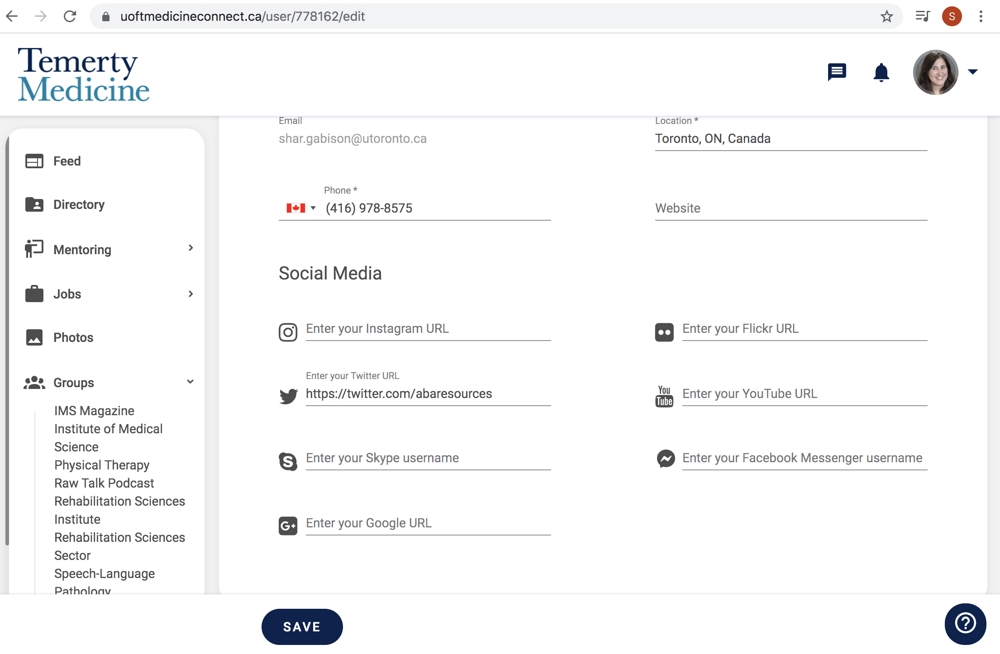 uoftmedicineconnect.ca/user/778162/edit
S
Temerty
Medicine
Email
shar.gabison@utoronto.ca
Location *
Toronto, ON, Canada
Phone *
(416) 978-8575
Website
Social Media
Enter your Instagram URL
Enter your Flickr URL
Enter your Twitter URL
https://twitter.com/abaresources
You
Tube
Enter your YouTube URL
S
Enter your Skype username
Enter your Facebook Messenger username
G+
Enter your Google URL
Feed
Directory
Mentoring
Jobs
Photos
Groups
IMS Magazine
Institute of Medical
Science
Physical Therapy
Raw Talk Podcast
Rehabilitation Sciences
Institute
Rehabilitation Sciences
Sector
Speech-Language
Pathology
SAVE
?